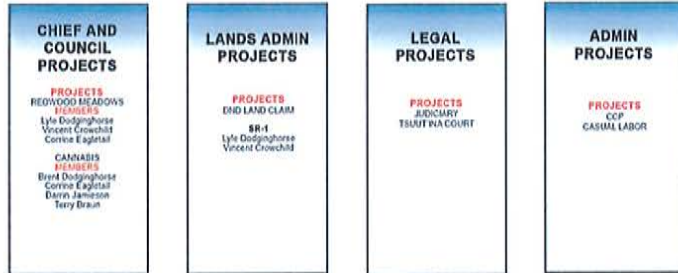 CHIEF AND
COUNCIL
PROJECTS
PROJECTS
REDWOOD MEADOWS
MEMBERS
Lyle Dodginghorse
Vincent Crowchild
Corrine Eagletail
CANNABIS
MEMBERS
Brent Dodginghorse
Corrine Eagletail
Darrin Jamieson
Terry Braun
LANDS ADMIN
PROJECTS
PROJECTS
DND LAND CLAIM
SR-1
Lyle Dodginghorse
Vincent Crowchild
LEGAL
PROJECTS
PROJECTS
JUDICIARY
TSUUT'INA COURT
ADMIN
PROJECTS
PROJECTS
CCP
CASUAL LABOR